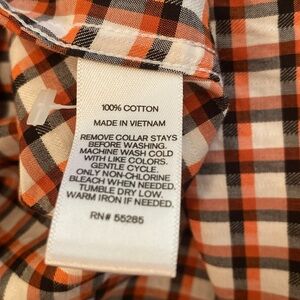 100% COTTON
MADE IN VIETNAM
REMOVE COLLAR STAYS
BEFORE WASHING.
MACHINE WASH COLD
WITH LIKE COLORS.
GENTLE CYCLE.
ONLY NON-CHLORINE
BLEACH WHEN NEEDED.
TUMBLE DRY LOW.
WARM IRON IF NEEDED.
RN# 55285